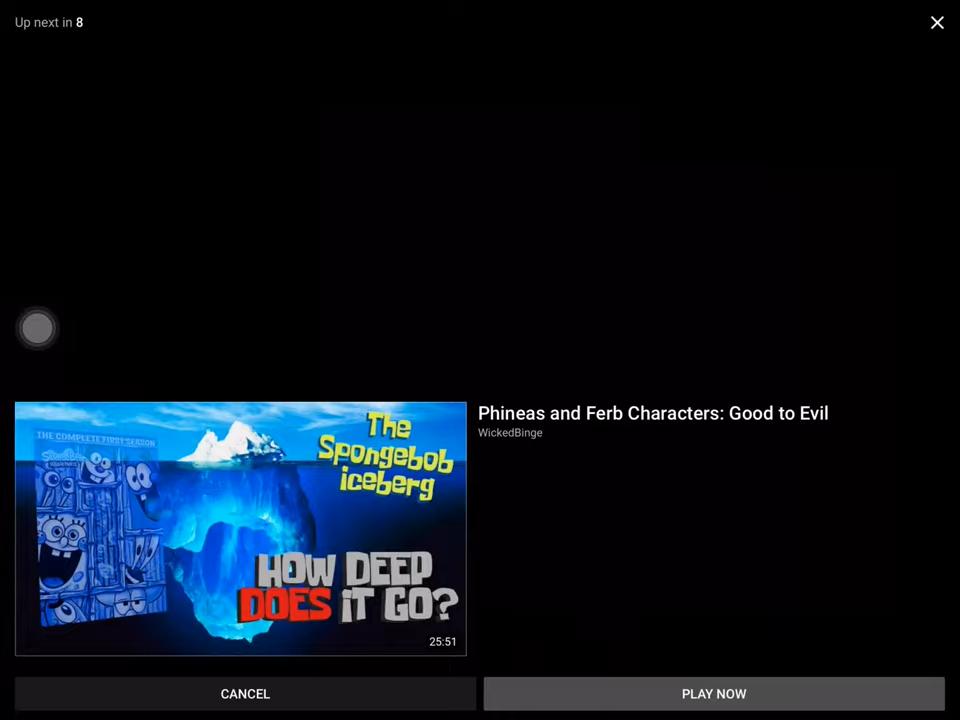 Up next in 8
THE COMPLETE FIRST SEASON
The
Spongebob
iceberg
HOW DEEP
DOES iT GO?
25:51
Phineas and Ferb Characters: Good to Evil
WickedBinge
CANCEL
PLAY NOW